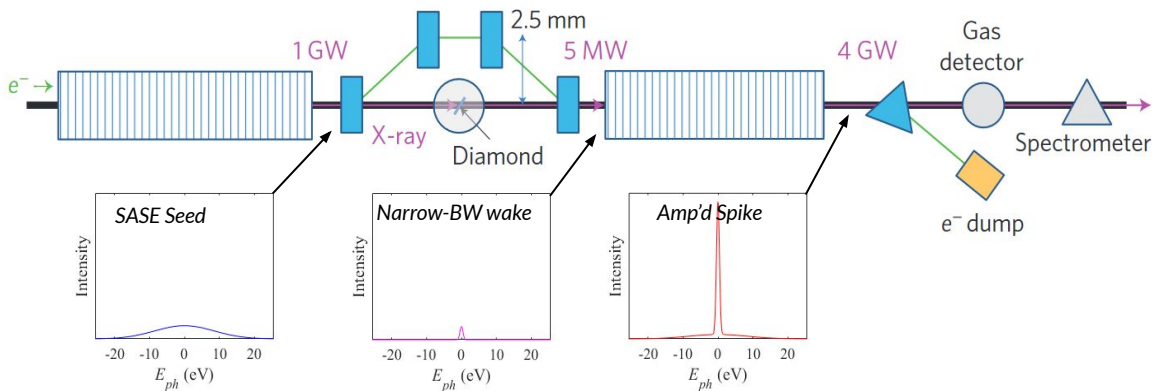 2.5 mm
1 GW
5 MW
4 GW
Gas
detector
e⁻
X-ray
Diamond
Spectrometer
e⁻ dump
SASE Seed
Intensity
-20 -10 0 10 20
E_ph (eV)
Narrow-BW wake
Intensity
-20 -10 0 10 20
E_ph (eV)
Amp'd Spike
Intensity
-20 -10 0 10 20
E_ph (eV)